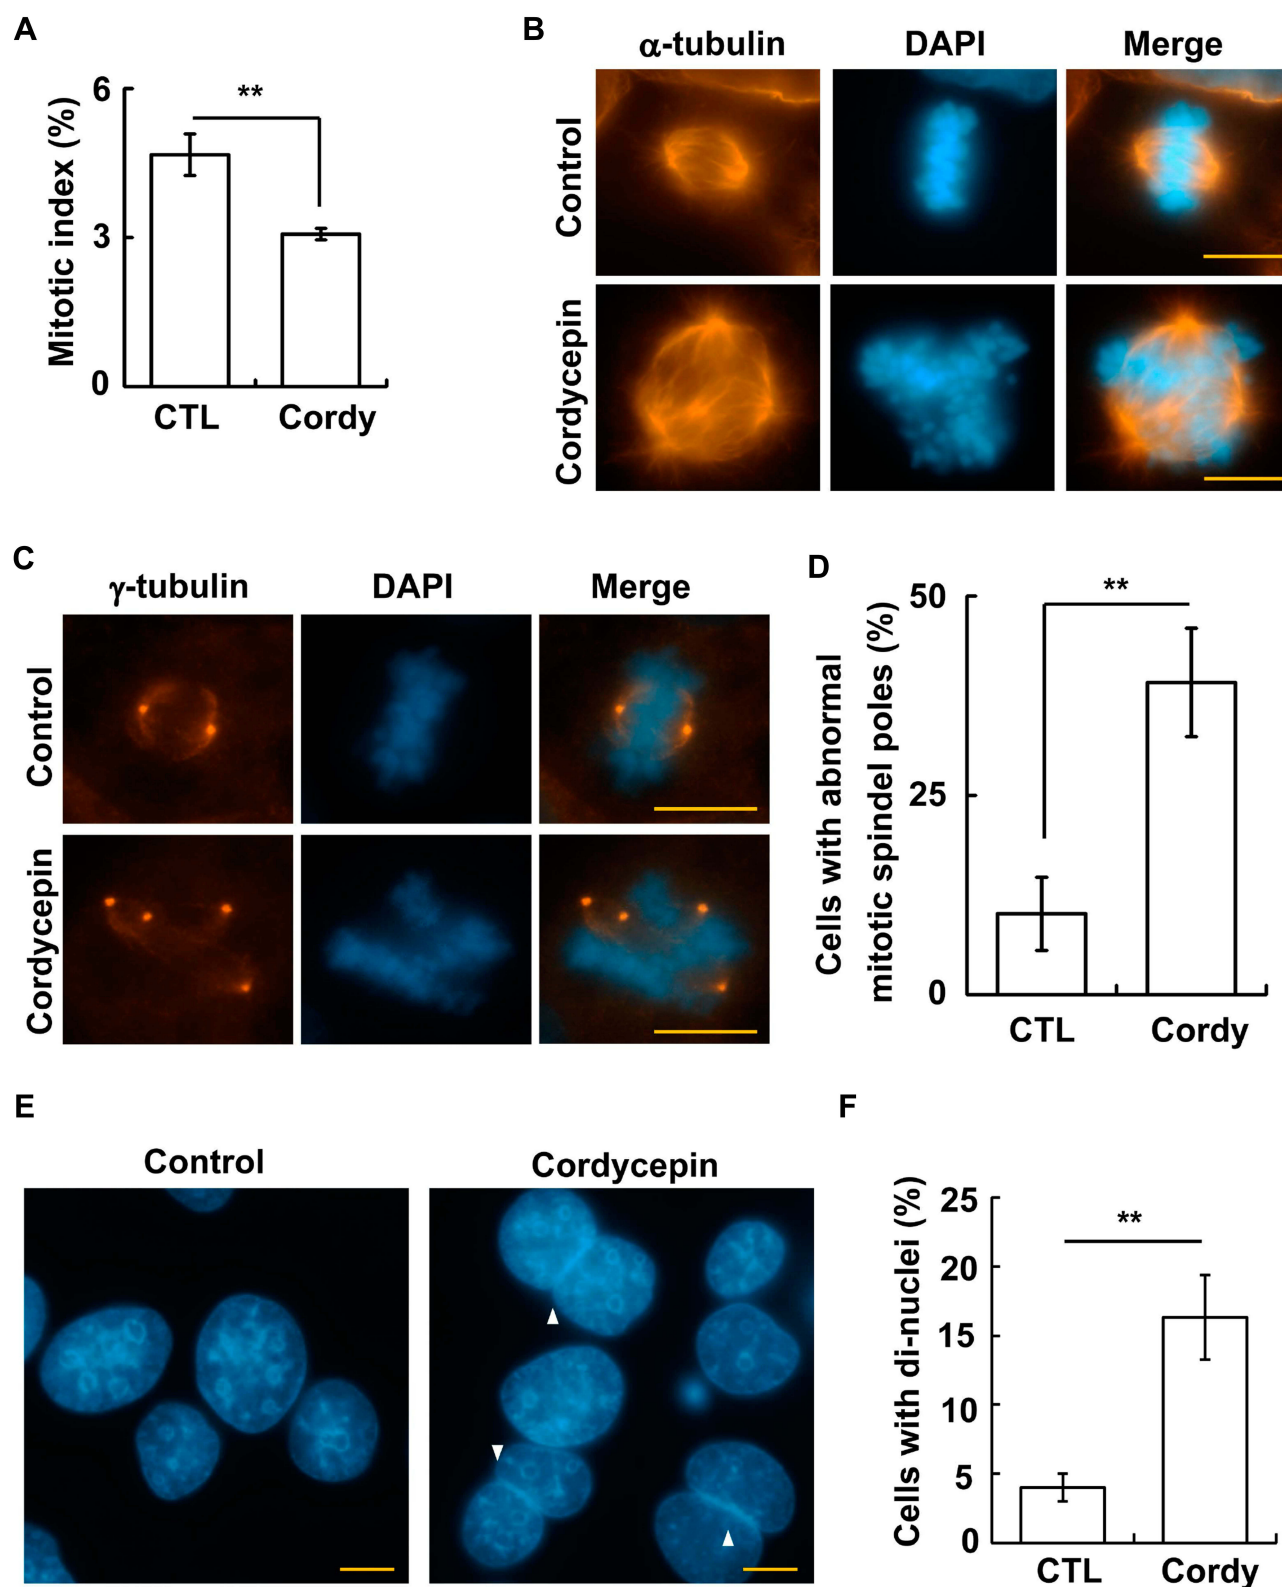 A
Mitotic index (%)
6
3
0
**
CTL Cordy
B
α-tubulin DAPI Merge
Control
Cordycepin
C
γ-tubulin DAPI Merge
Control
Cordycepin
D
Cells with abnormal
mitotic spindel poles (%)
50
25
0
**
CTL Cordy
E
Control Cordycepin
F
Cells with di-nuclei (%)
25
20
15
10
5
0
**
CTL Cordy